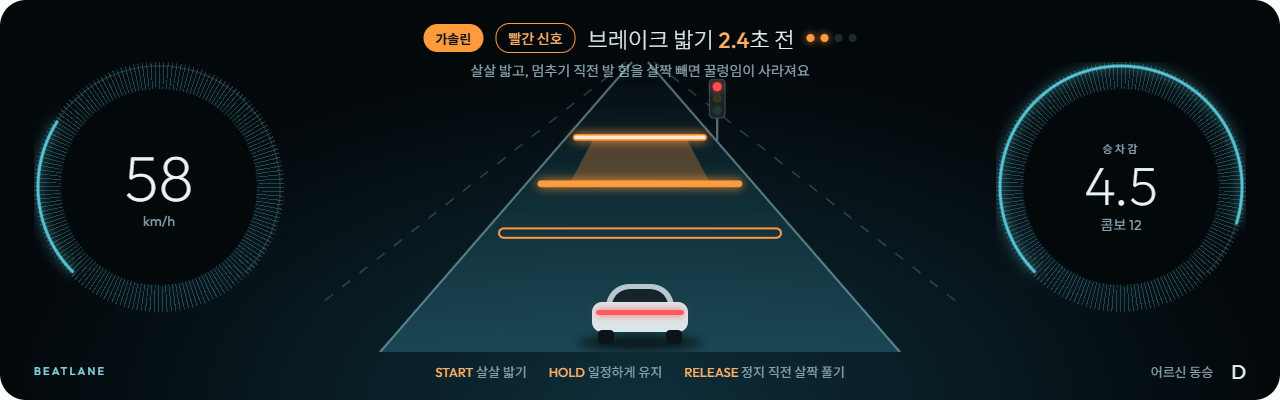 가솔린 빨간 신호 브레이크 밟기 2.4초 전
살살 밟고, 멈추기 직전 발 힘을 살짝 빼면 꿀렁임이 사라져요
58
km/h
승차감
4.5
콤보 12
BEATLANE
START 살살 밟기 HOLD 일정하게 유지 RELEASE 정지 직전 살짝 풀기
어르신 동승 D